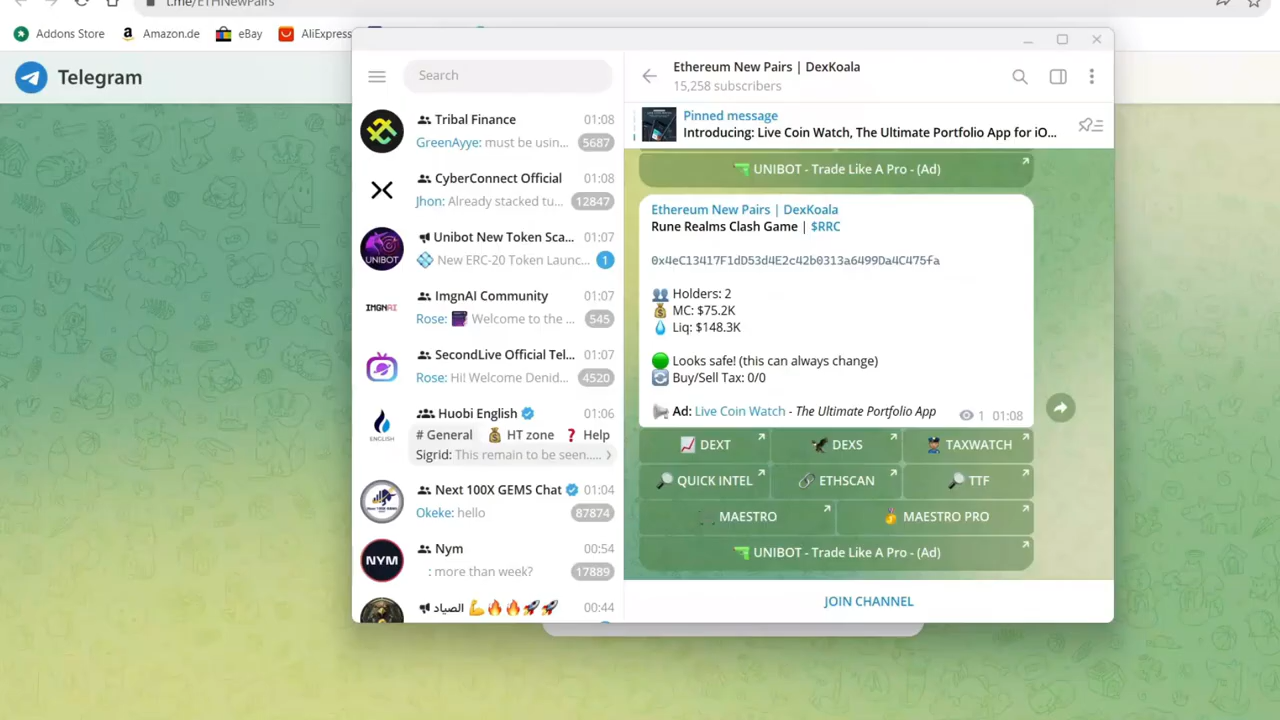 t.me/ETHNewPairs
Addons Store
Amazon.de
eBay
AliExpress
Telegram
Search
Tribal Finance 01:08
GreenAyye: must be usin... 5687
CyberConnect Official 01:08
Jhon: Already stacked tu... 12847
Unibot New Token Sca... 01:07
UNIBOT
New ERC-20 Token Launc... 1
ImgnAI Community 01:07
IMGNAI
Rose: Welcome to the ... 545
SecondLive Official Tel... 01:07
Rose: Hi! Welcome Denid... 4520
Huobi English 01:06
ENGLISH
# General HT zone ❓ Help
Sigrid: This remain to be seen..... >
Next 100X GEMS Chat 01:04
Okeke: hello 87874
Nym 00:54
NYM
: more than week? 17889
الصياد 💪🔥🔥🚀🚀 00:44
Ethereum New Pairs | DexKoala
15,258 subscribers
Pinned message
Introducing: Live Coin Watch, The Ultimate Portfolio App for iO...
UNIBOT - Trade Like A Pro - (Ad)
Ethereum New Pairs | DexKoala
Rune Realms Clash Game | $RRC
0x4eC13417F1dD53d4E2c42b0313a6499Da4C475fa
Holders: 2
MC: $75.2K
Liq: $148.3K
Looks safe! (this can always change)
Buy/Sell Tax: 0/0
Ad: Live Coin Watch - The Ultimate Portfolio App
1 01:08
DEXT DEXS TAXWATCH
QUICK INTEL ETHSCAN TTF
MAESTRO MAESTRO PRO
UNIBOT - Trade Like A Pro - (Ad)
JOIN CHANNEL